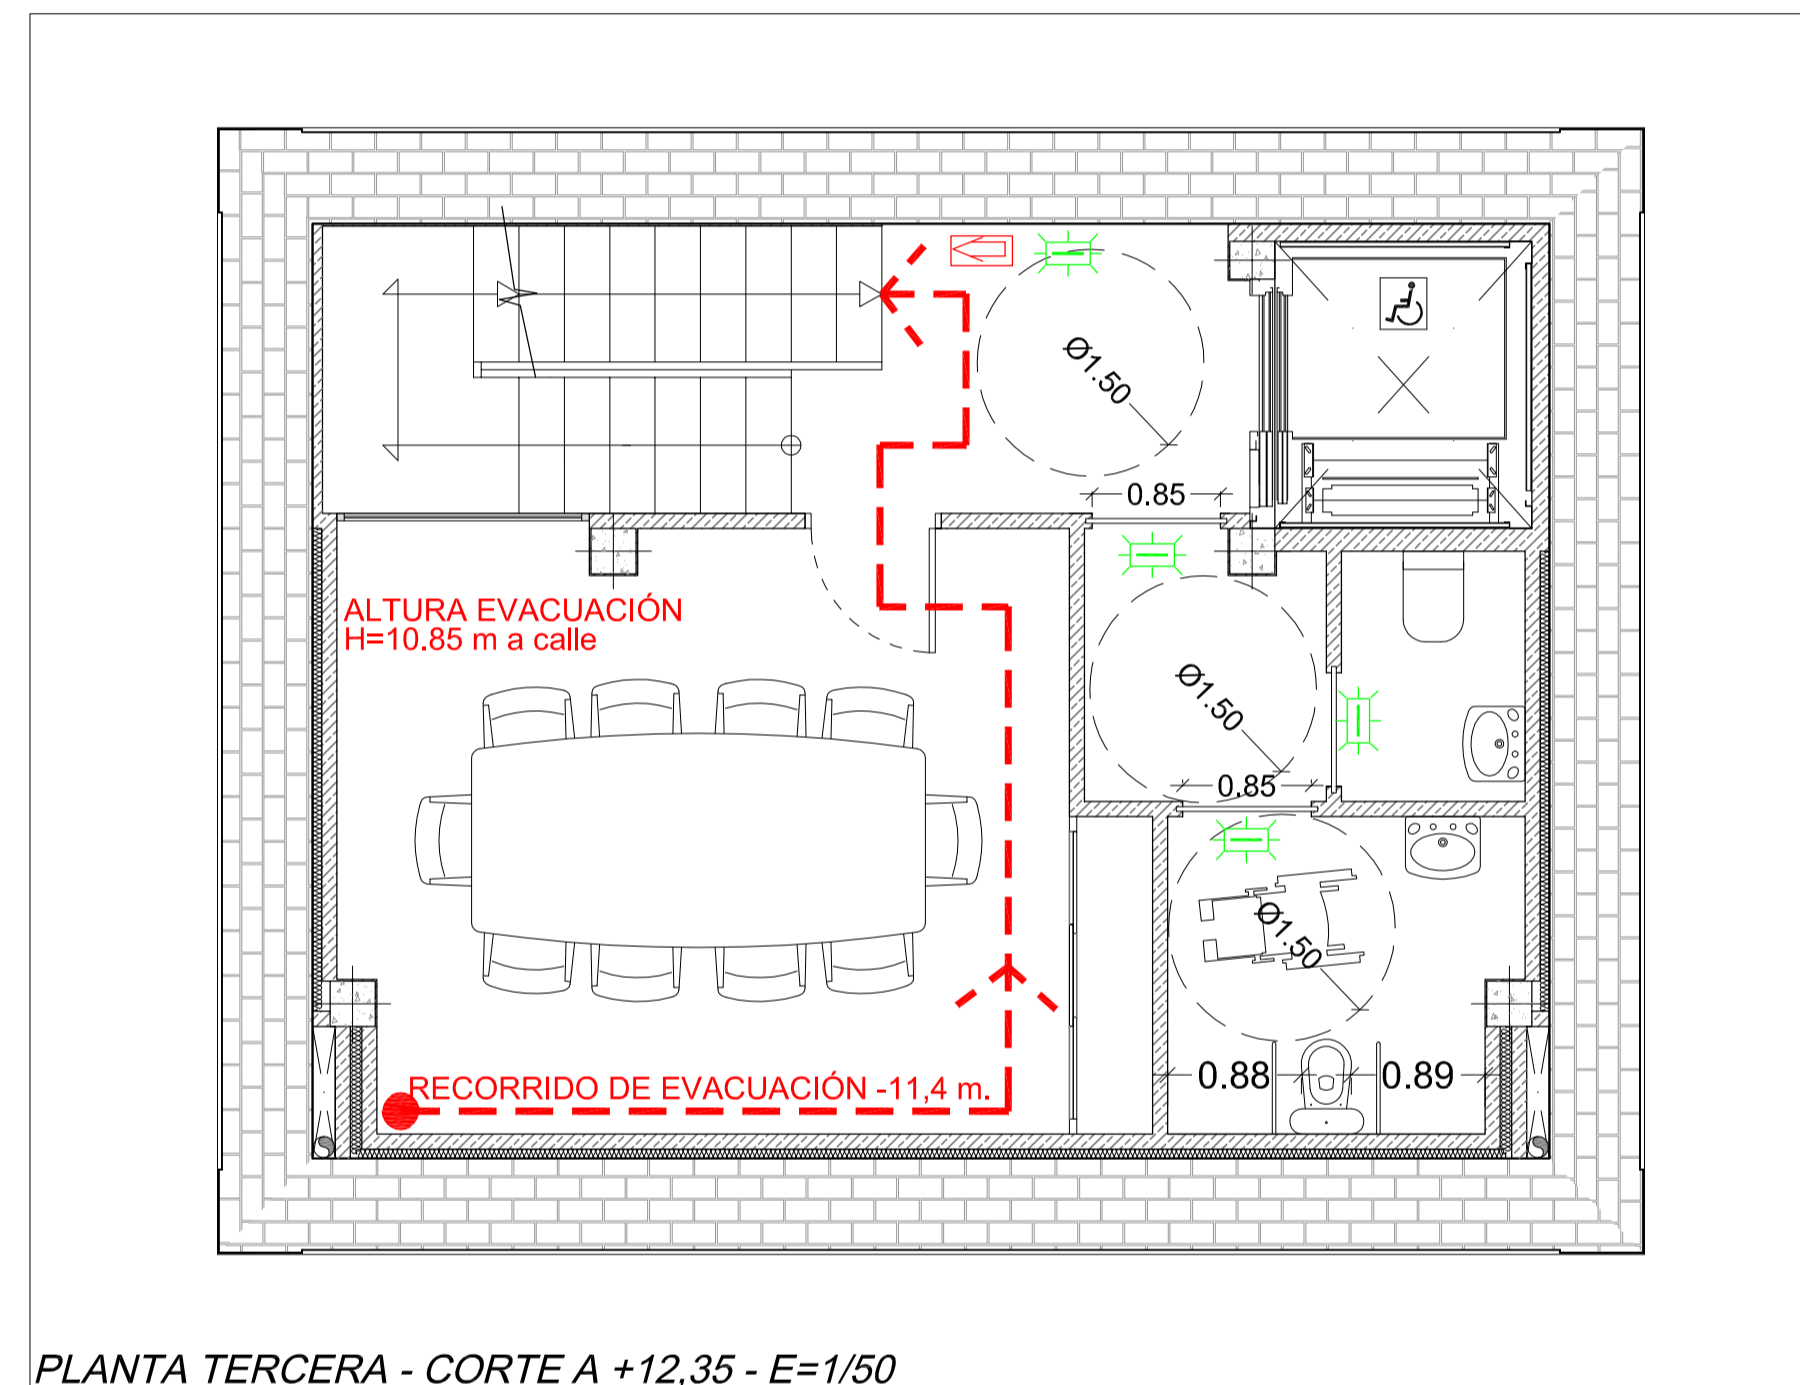 Ø1.50
0.85
ALTURA EVACUACIÓN
H=10.85 m a calle
Ø1.50
0.85
Ø1.50
RECORRIDO DE EVACUACIÓN -11,4 m.
0.88
0.89
PLANTA TERCERA - CORTE A +12,35 - E=1/50